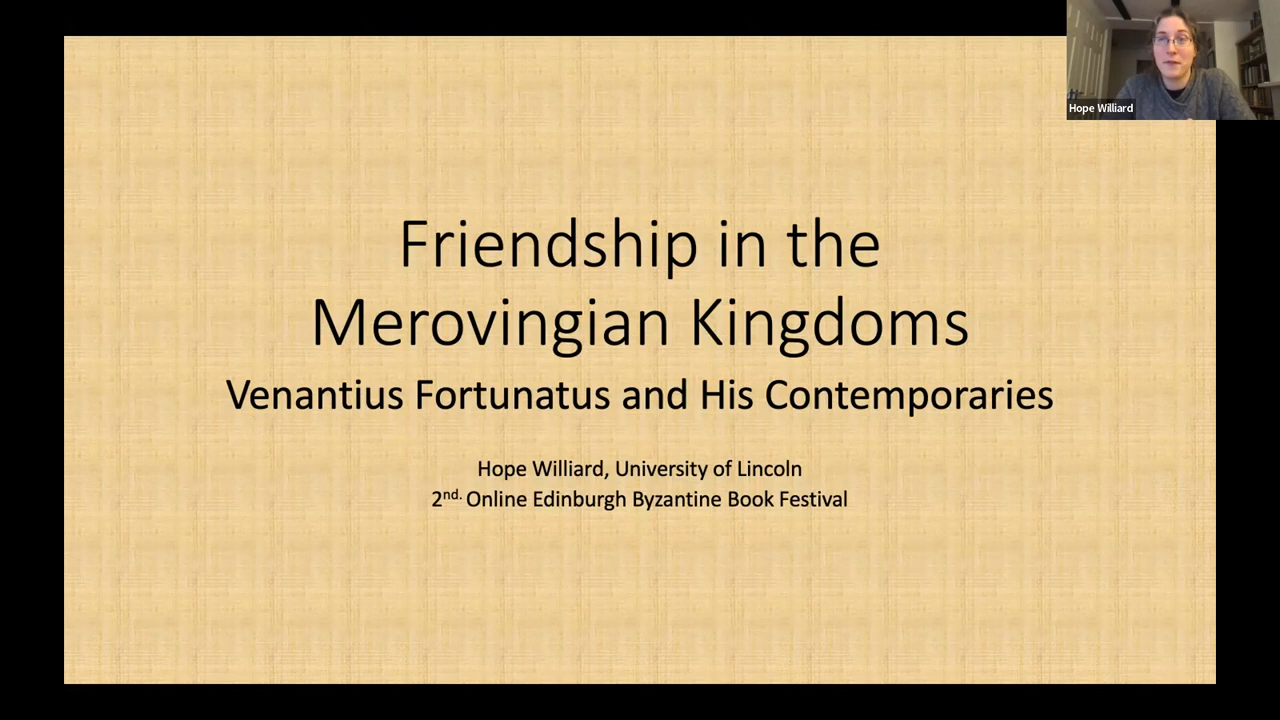 Hope Williard
Friendship in the
Merovingian Kingdoms
Venantius Fortunatus and His Contemporaries
Hope Williard, University of Lincoln
2nd. Online Edinburgh Byzantine Book Festival